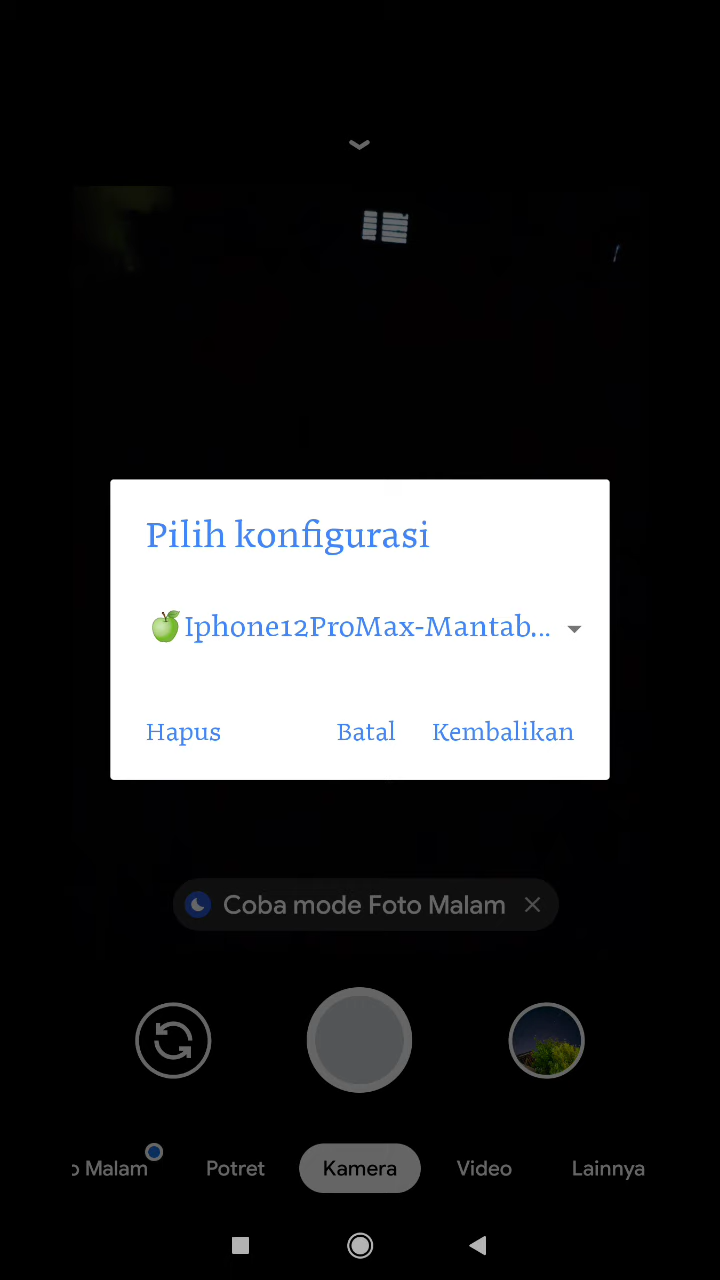 Pilih konfigurasi
🍏Iphone12ProMax-Mantab...
Hapus Batal Kembalikan
Coba mode Foto Malam
o Malam Potret Kamera Video Lainnya